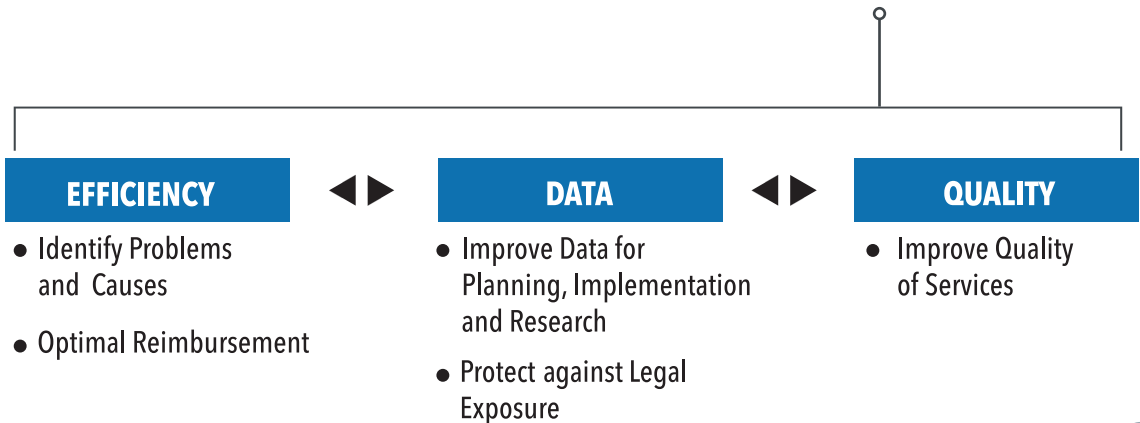 EFFICIENCY
● Identify Problems
and Causes
● Optimal Reimbursement
DATA
● Improve Data for
Planning, Implementation
and Research
● Protect against Legal
Exposure
QUALITY
● Improve Quality
of Services